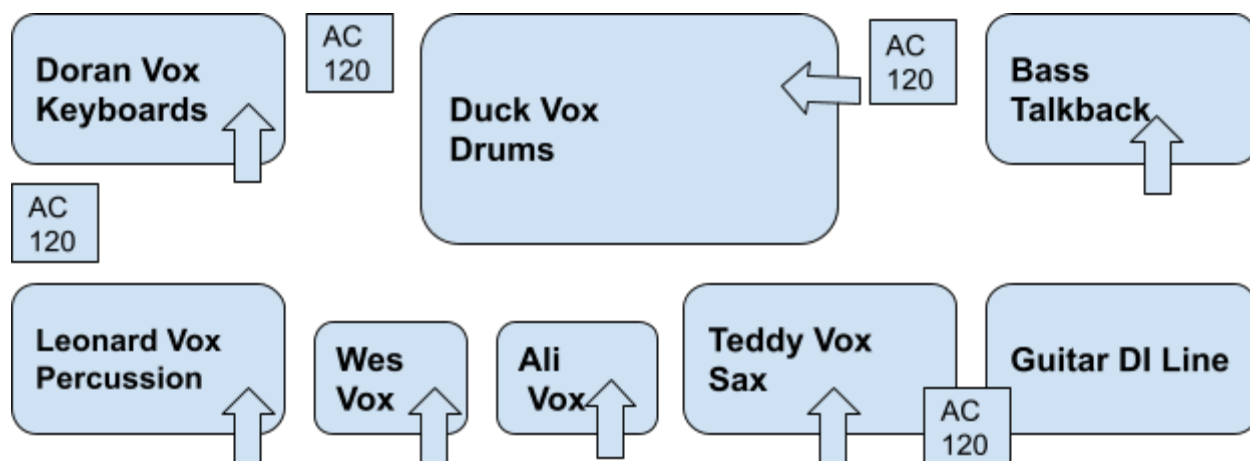 Doran Vox
Keyboards
AC
120
Duck Vox
Drums
AC
120
Bass
Talkback
AC
120
Leonard Vox
Percussion
Wes
Vox
Ali
Vox
Teddy Vox
Sax
AC
120
Guitar DI Line